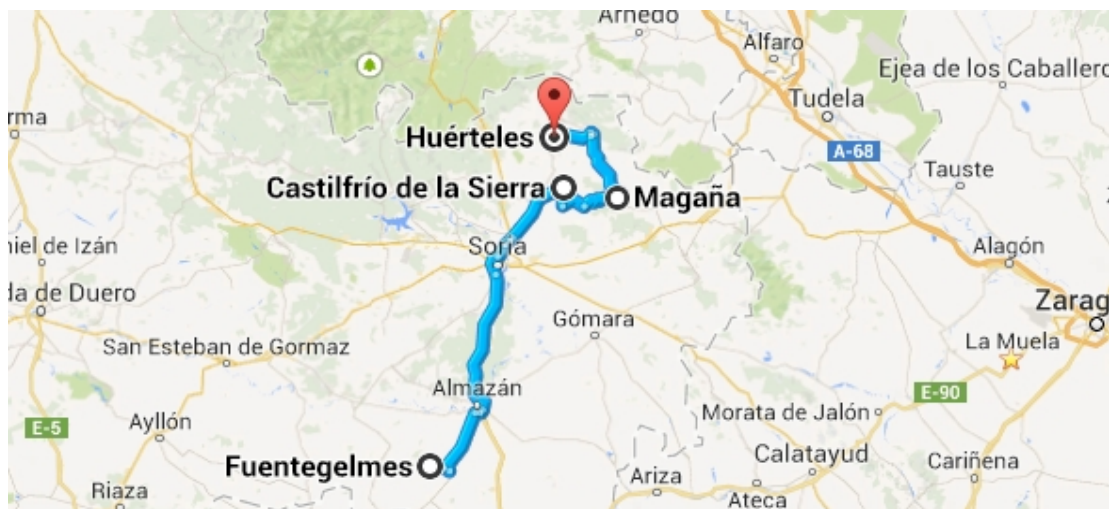 Arnedo
Alfaro
Ejea de los Caballero
Tudela
rma
Huérteles
A-68
Tauste
Castilfrío de la Sierra
Magaña
niel de Izán
Soria
Alagón
da de Duero
Zarag
Gómara
San Esteban de Gormaz
La Muela
Almazán
E-90
Morata de Jalón
Ayllón
E-5
Calatayud
Cariñena
Fuentegelmes
Ariza
Riaza
Ateca